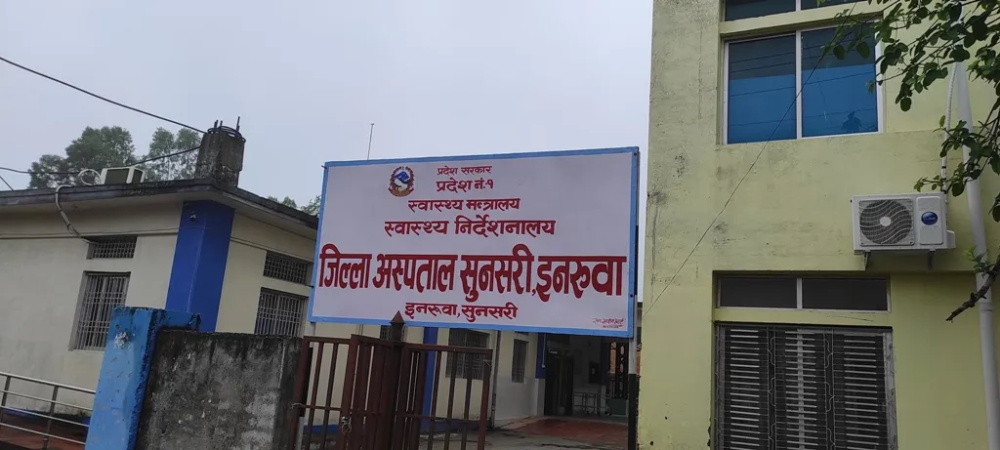 प्रदेश सरकार
प्रदेश नं.१
स्वास्थ्य मन्त्रालय
स्वास्थ्य निर्देशनालय
जिल्ला अस्पताल सुनसरी,इनरुवा
इनरुवा,सुनसरी